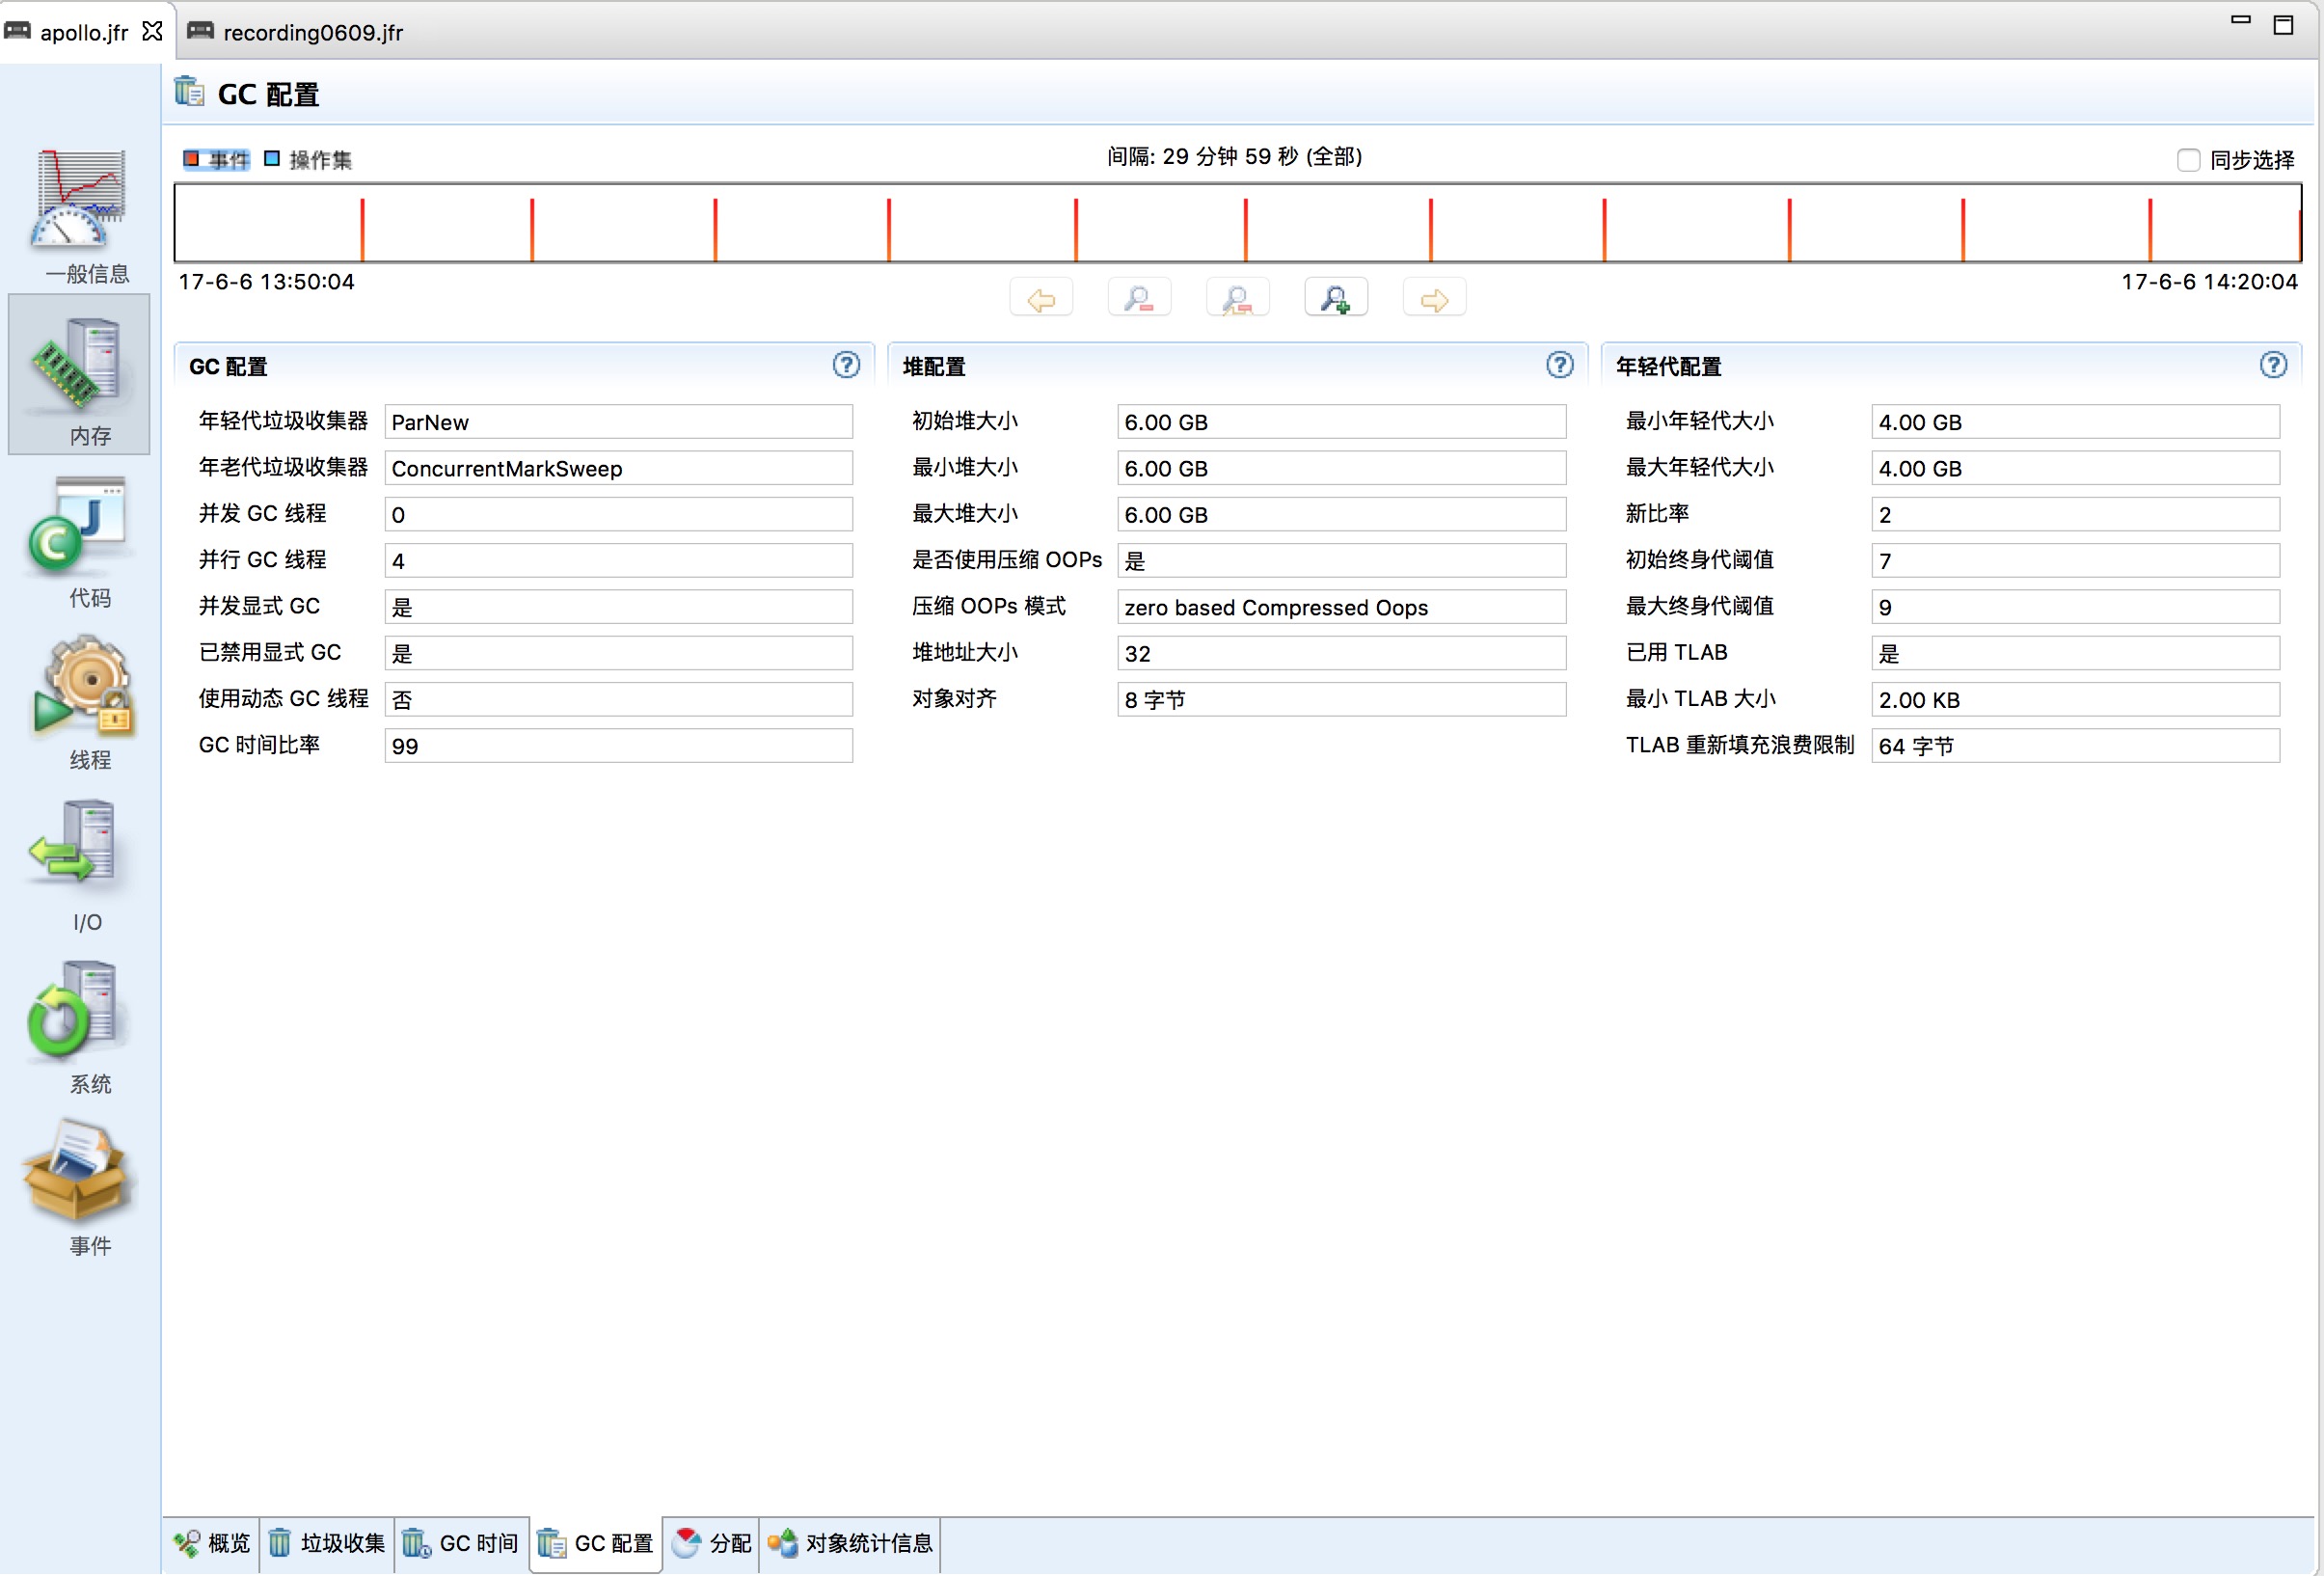 apollo.jfr
recording0609.jfr
GC 配置
事件 操作集
间隔: 29 分钟 59 秒 (全部)
同步选择
17-6-6 13:50:04
17-6-6 14:20:04
一般信息
内存
代码
线程
I/O
系统
事件
GC 配置
年轻代垃圾收集器 ParNew
年老代垃圾收集器 ConcurrentMarkSweep
并发 GC 线程 0
并行 GC 线程 4
并发显式 GC 是
已禁用显式 GC 是
使用动态 GC 线程 否
GC 时间比率 99
堆配置
初始堆大小 6.00 GB
最小堆大小 6.00 GB
最大堆大小 6.00 GB
是否使用压缩 OOPs 是
压缩 OOPs 模式 zero based Compressed Oops
堆地址大小 32
对象对齐 8 字节
年轻代配置
最小年轻代大小 4.00 GB
最大年轻代大小 4.00 GB
新比率 2
初始终身代阈值 7
最大终身代阈值 9
已用 TLAB 是
最小 TLAB 大小 2.00 KB
TLAB 重新填充浪费限制 64 字节
概览 垃圾收集 GC 时间 GC 配置 分配 对象统计信息